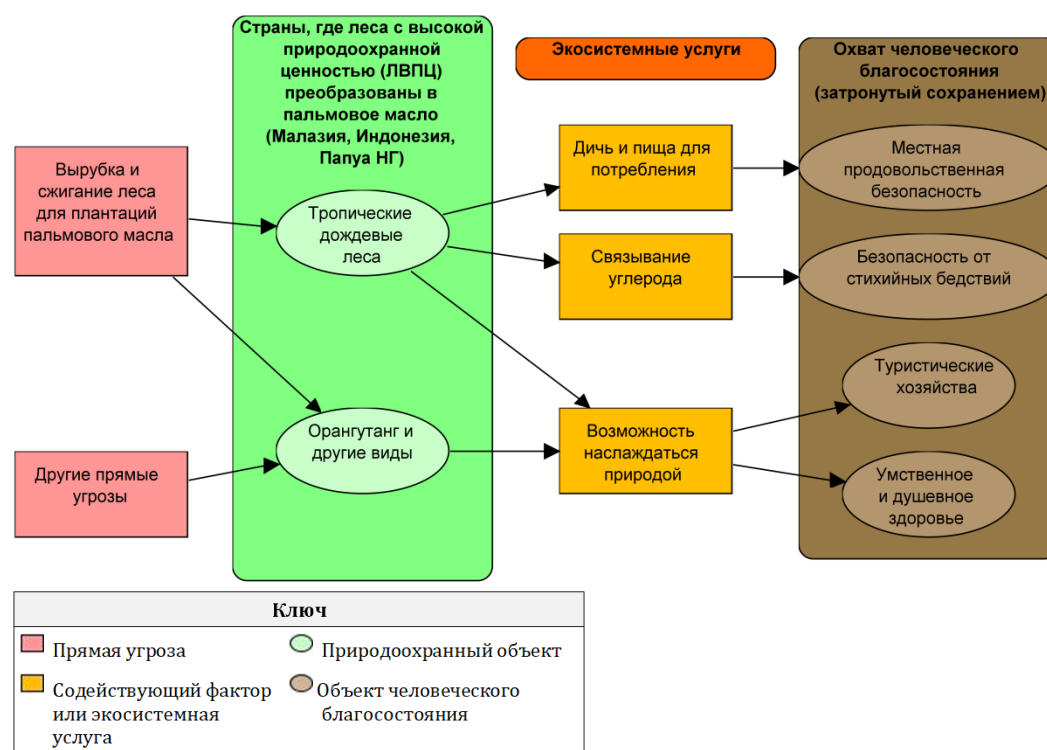 Страны, где леса с высокой
природоохранной
ценностью (ЛВПЦ)
преобразованы в
пальмовое масло
(Малазия, Индонезия,
Папуа НГ)
Экосистемные услуги
Охват человеческого
благосостояния
(затронутый сохранением)
Вырубка и
сжигание леса
для плантаций
пальмового масла
Тропические
дождевые
леса
Дичь и пища для
потребления
Местная
продовольственная
безопасность
Связывание
углерода
Безопасность от
стихийных бедствий
Туристические
хозяйства
Другие прямые
угрозы
Орангутанг и
другие виды
Возможность
наслаждаться
природой
Умственное
и душевное
здоровье
Ключ
Прямая угроза
Природоохранный объект
Содействующий фактор
или экосистемная
услуга
Объект человеческого
благосостояния